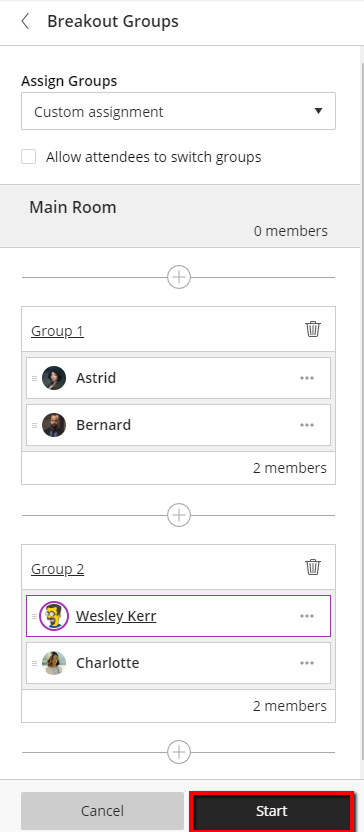 Breakout Groups
Assign Groups
Custom assignment
Allow attendees to switch groups
Main Room
0 members
Group 1
Astrid
Bernard
2 members
Group 2
Wesley Kerr
Charlotte
2 members
Cancel Start